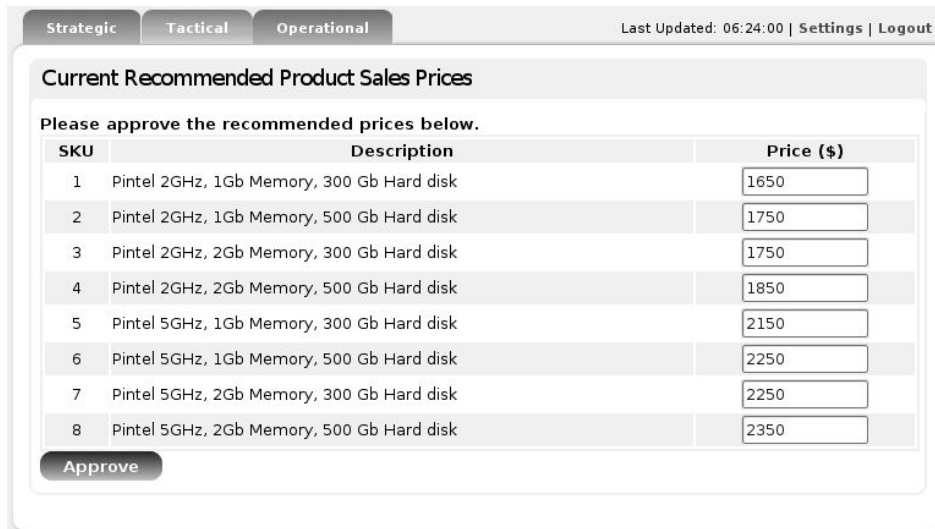 Strategic Tactical Operational Last Updated: 06:24:00 | Settings | Logout
Current Recommended Product Sales Prices
Please approve the recommended prices below.
SKU Description Price ($)
1 Pintel 2GHz, 1Gb Memory, 300 Gb Hard disk 1650
2 Pintel 2GHz, 1Gb Memory, 500 Gb Hard disk 1750
3 Pintel 2GHz, 2Gb Memory, 300 Gb Hard disk 1750
4 Pintel 2GHz, 2Gb Memory, 500 Gb Hard disk 1850
5 Pintel 5GHz, 1Gb Memory, 300 Gb Hard disk 2150
6 Pintel 5GHz, 1Gb Memory, 500 Gb Hard disk 2250
7 Pintel 5GHz, 2Gb Memory, 300 Gb Hard disk 2250
8 Pintel 5GHz, 2Gb Memory, 500 Gb Hard disk 2350
Approve